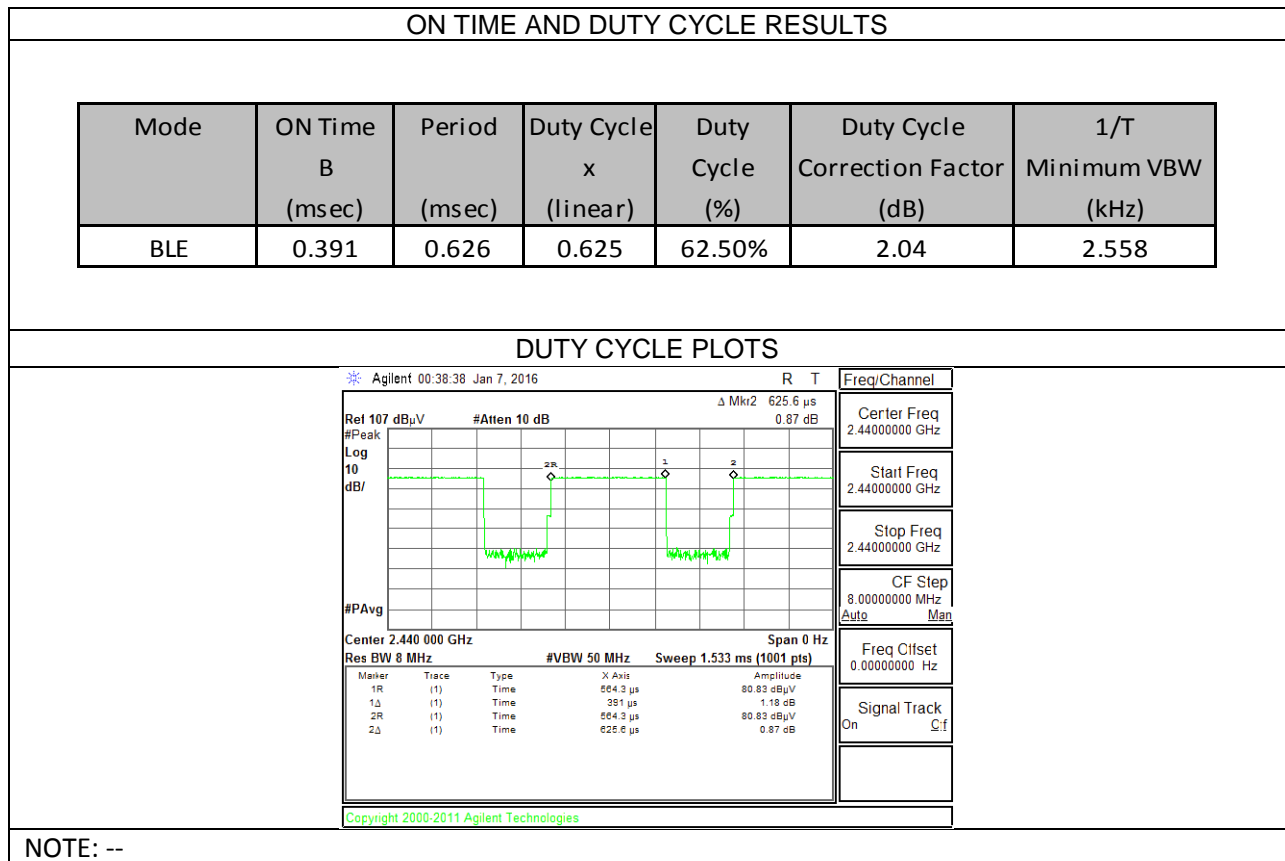 ON TIME AND DUTY CYCLE RESULTS
Mode ON Time Period Duty Cycle Duty Duty Cycle 1/T
B x Cycle Correction Factor Minimum VBW
(msec) (msec) (linear) (%) (dB) (kHz)
BLE 0.391 0.626 0.625 62.50% 2.04 2.558
DUTY CYCLE PLOTS
Agilent 00:38:38 Jan 7, 2016 R T
Freq/Channel
Δ Mkr2 625.6 µs
Ref 107 dBµV #Atten 10 dB 0.87 dB
#Peak
Log
10
dB/
2R 1 2
#PAvg
Center 2.440 000 GHz Span 0 Hz
Res BW 8 MHz #VBW 50 MHz Sweep 1.533 ms (1001 pts)
Marker Trace Type X Axis Amplitude
1R (1) Time 564.3 µs 80.83 dBµV
1Δ (1) Time 391 µs 1.18 dB
2R (1) Time 564.3 µs 80.83 dBµV
2Δ (1) Time 625.6 µs 0.87 dB
Center Freq
2.44000000 GHz
Start Freq
2.44000000 GHz
Stop Freq
2.44000000 GHz
CF Step
8.00000000 MHz
Auto Man
Freq Offset
0.00000000 Hz
Signal Track
On Off
Copyright 2000-2011 Agilent Technologies
NOTE: --